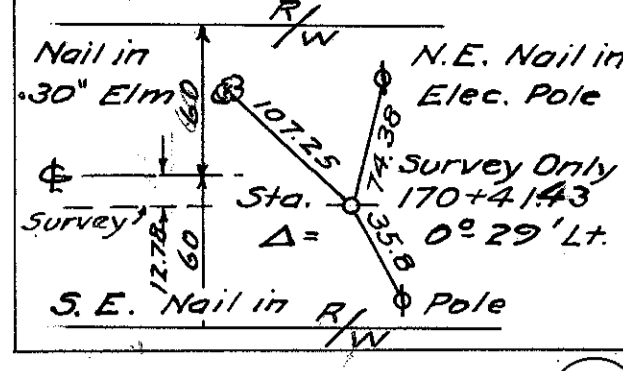 R/W
Nail in
30" Elm
N.E. Nail in
Elec. Pole
60
107.25
74.38
℄
Survey
Sta.
Survey Only
170+41.43
Δ = 0° 29' Lt.
12.78
60
35.8
S. E. Nail in Pole
R/W